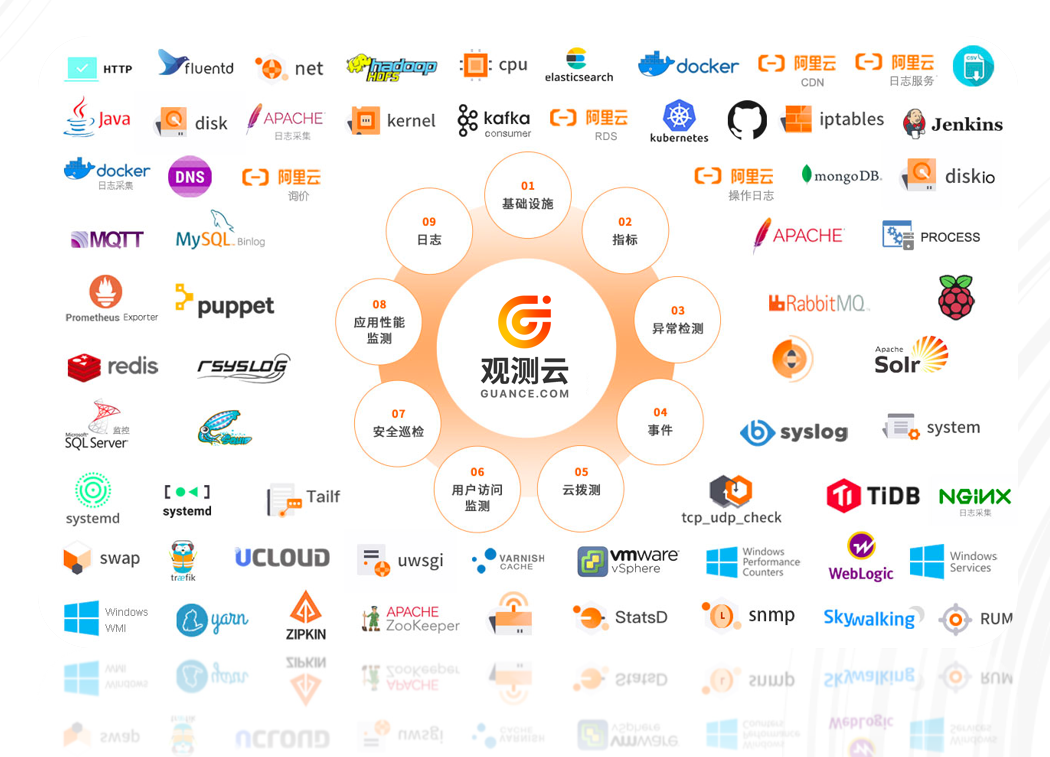 HTTP
fluentd
net
hadoop
HDFS
cpu
elasticsearch
docker
阿里云
CDN
阿里云
日志服务
CSV
Java
disk
APACHE
日志采集
kernel
kafka
consumer
阿里云
RDS
kubernetes
iptables
Jenkins
docker
日志采集
DNS
阿里云
询价
阿里云
操作日志
mongoDB
diskio
MQTT
MySQL Binlog
APACHE
PROCESS
Prometheus Exporter
puppet
RabbitMQ
redis
RSYSLOG
Apache
Solr
Microsoft
SQL Server
监控
syslog
system
systemd
[●◀]
systemd
Tailf
tcp_udp_check
TiDB
NGINX
日志采集
01
基础设施
02
指标
03
异常检测
04
事件
05
云拨测
06
用户访问
监测
07
安全巡检
08
应用性能
监测
09
日志
观测云
GUANCE.COM
swap
træfik
UCLOUD
uwsgi
VARNISH
CACHE
vmware
vSphere
Windows
Performance
Counters
WebLogic
Windows
Services
Windows
WMI
yarn
ZIPKIN
APACHE
ZooKeeper
StatsD
snmp
Skywalking
RUM